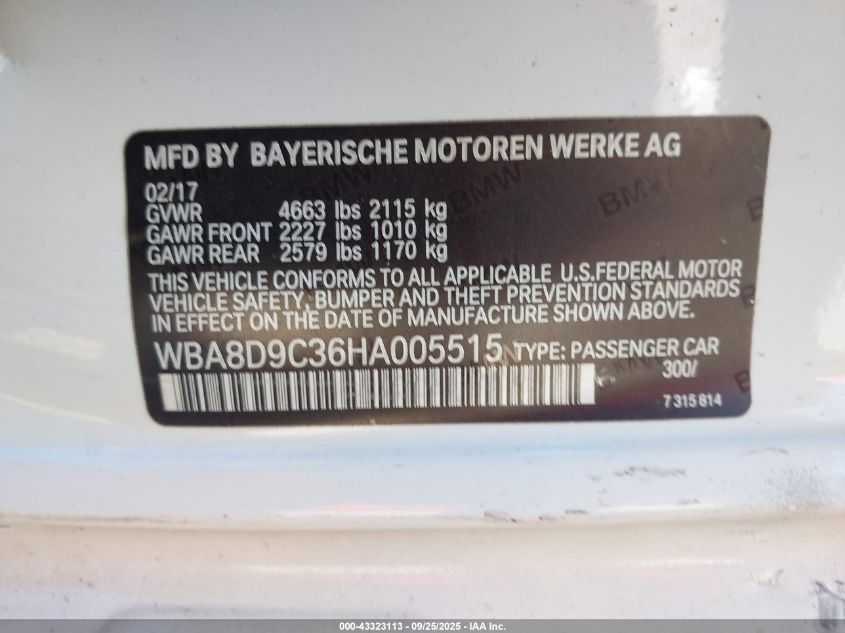 MFD BY BAYERISCHE MOTOREN WERKE AG
02/17
GVWR 4663 lbs 2115 kg
GAWR FRONT 2227 lbs 1010 kg
GAWR REAR 2579 lbs 1170 kg
THIS VEHICLE CONFORMS TO ALL APPLICABLE U.S.FEDERAL MOTOR
VEHICLE SAFETY, BUMPER AND THEFT PREVENTION STANDARDS
IN EFFECT ON THE DATE OF MANUFACTURE SHOWN ABOVE.
WBA8D9C36HA005515 TYPE: PASSENGER CAR
300/
7315814
BMW
BMW
000-43323113 - 09/25/2025 - IAA Inc.